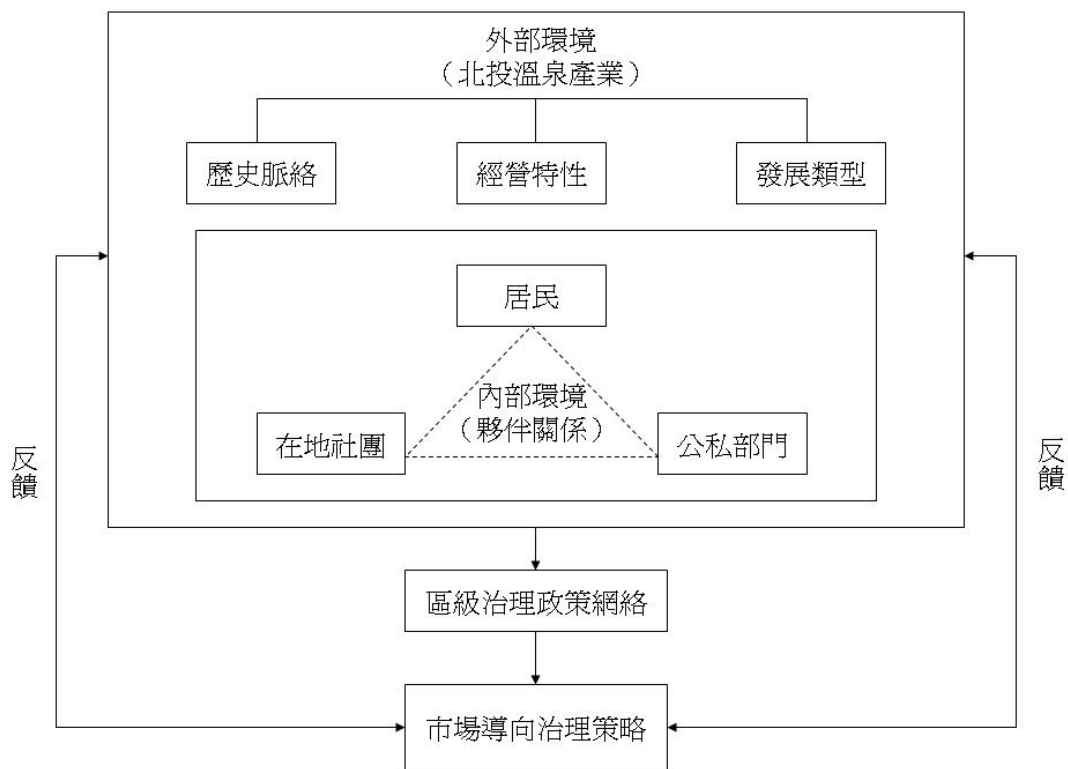 外部環境
（北投溫泉產業）
歷史脈絡
經營特性
發展類型
居民
內部環境
（夥伴關係）
在地社團
公私部門
反饋
反饋
區級治理政策網絡
市場導向治理策略